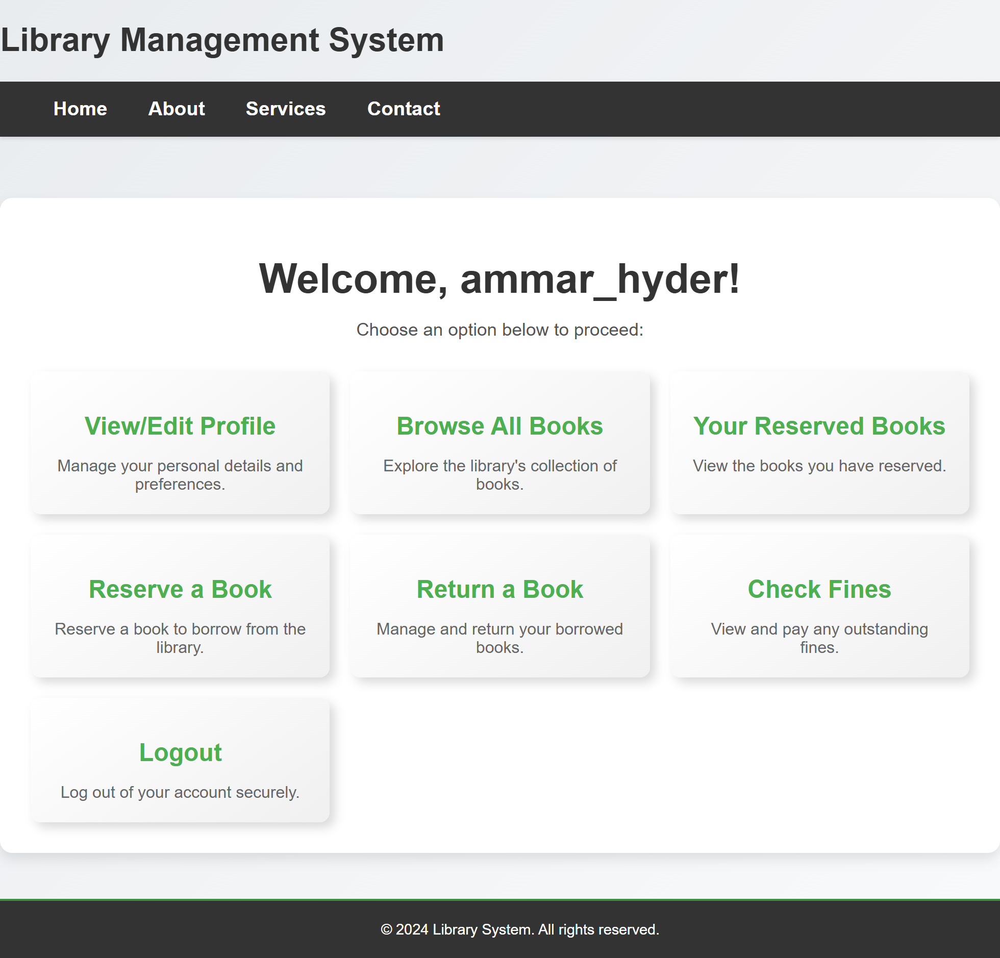 Library Management System
Home About Services Contact
Welcome, ammar_hyder!
Choose an option below to proceed:
View/Edit Profile
Manage your personal details and
preferences.
Browse All Books
Explore the library's collection of
books.
Your Reserved Books
View the books you have reserved.
Reserve a Book
Reserve a book to borrow from the
library.
Return a Book
Manage and return your borrowed
books.
Check Fines
View and pay any outstanding
fines.
Logout
Log out of your account securely.
© 2024 Library System. All rights reserved.